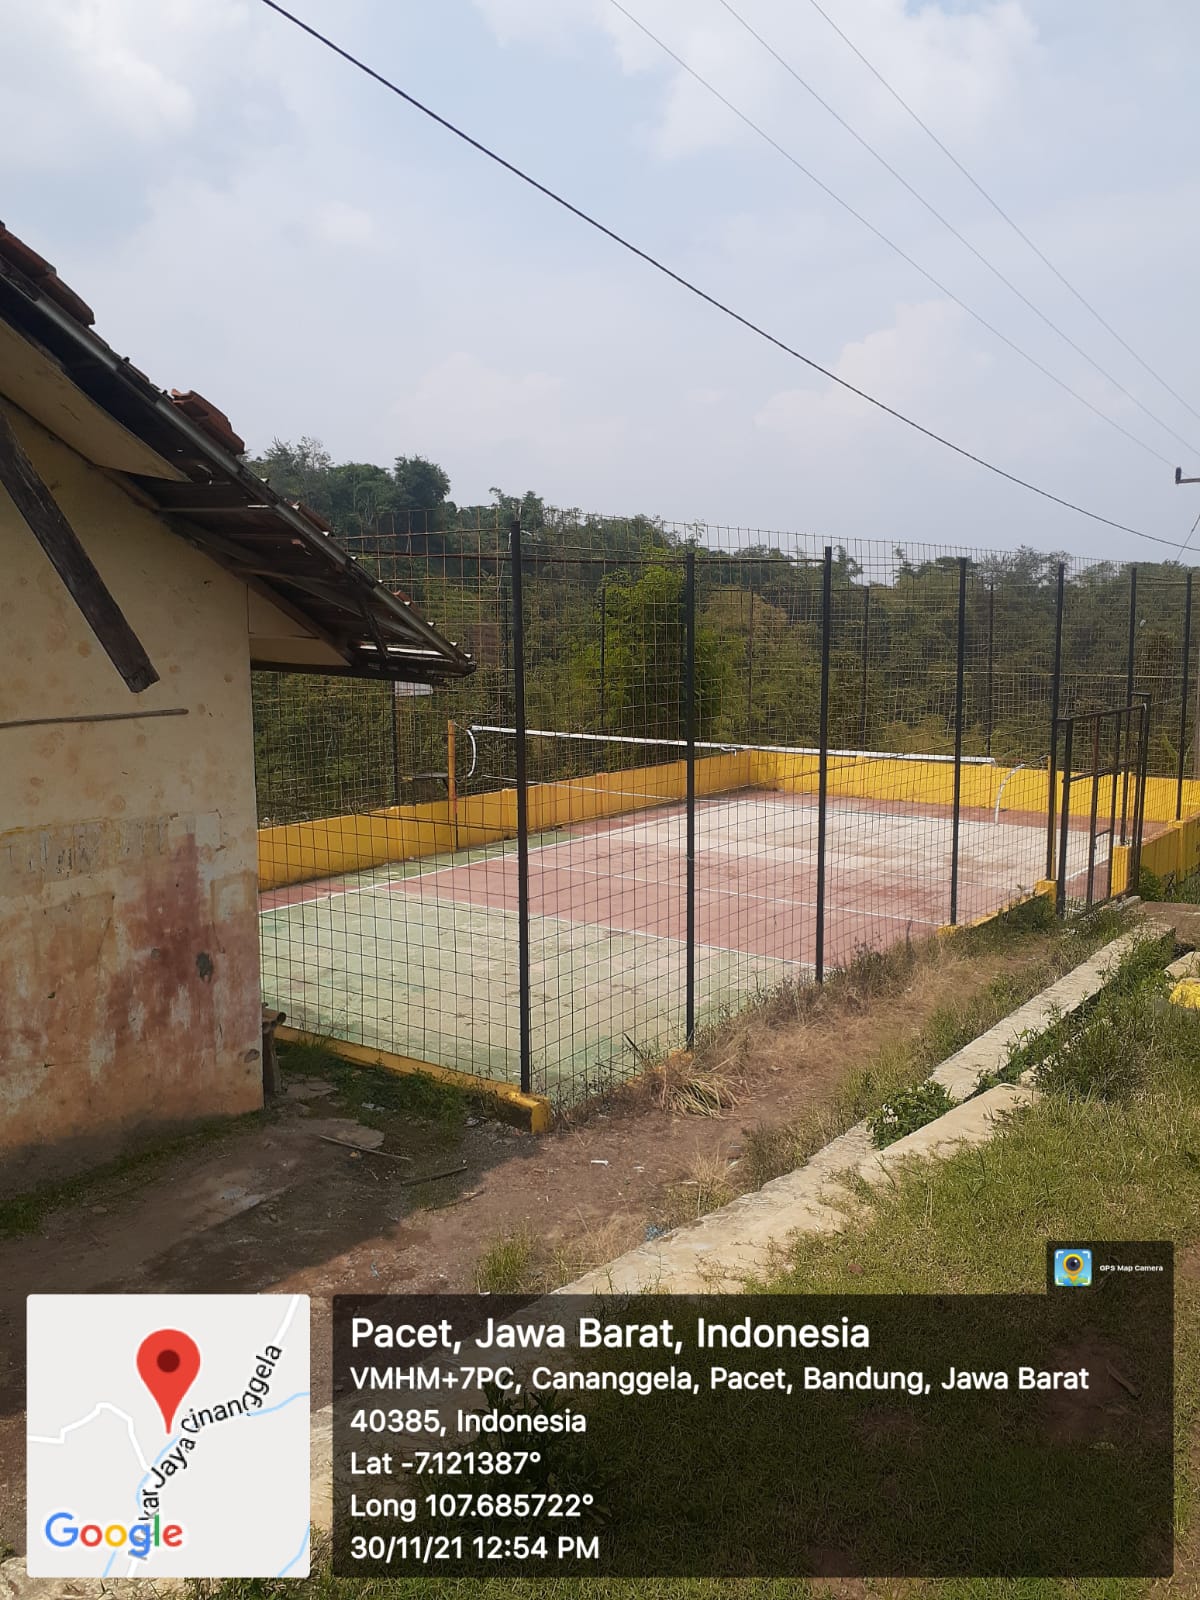 GPS Map Camera
Pacet, Jawa Barat, Indonesia
VMHM+7PC, Cananggela, Pacet, Bandung, Jawa Barat
40385, Indonesia
Lat -7.121387°
Long 107.685722°
30/11/21 12:54 PM
Jaya Cinanggela
Google